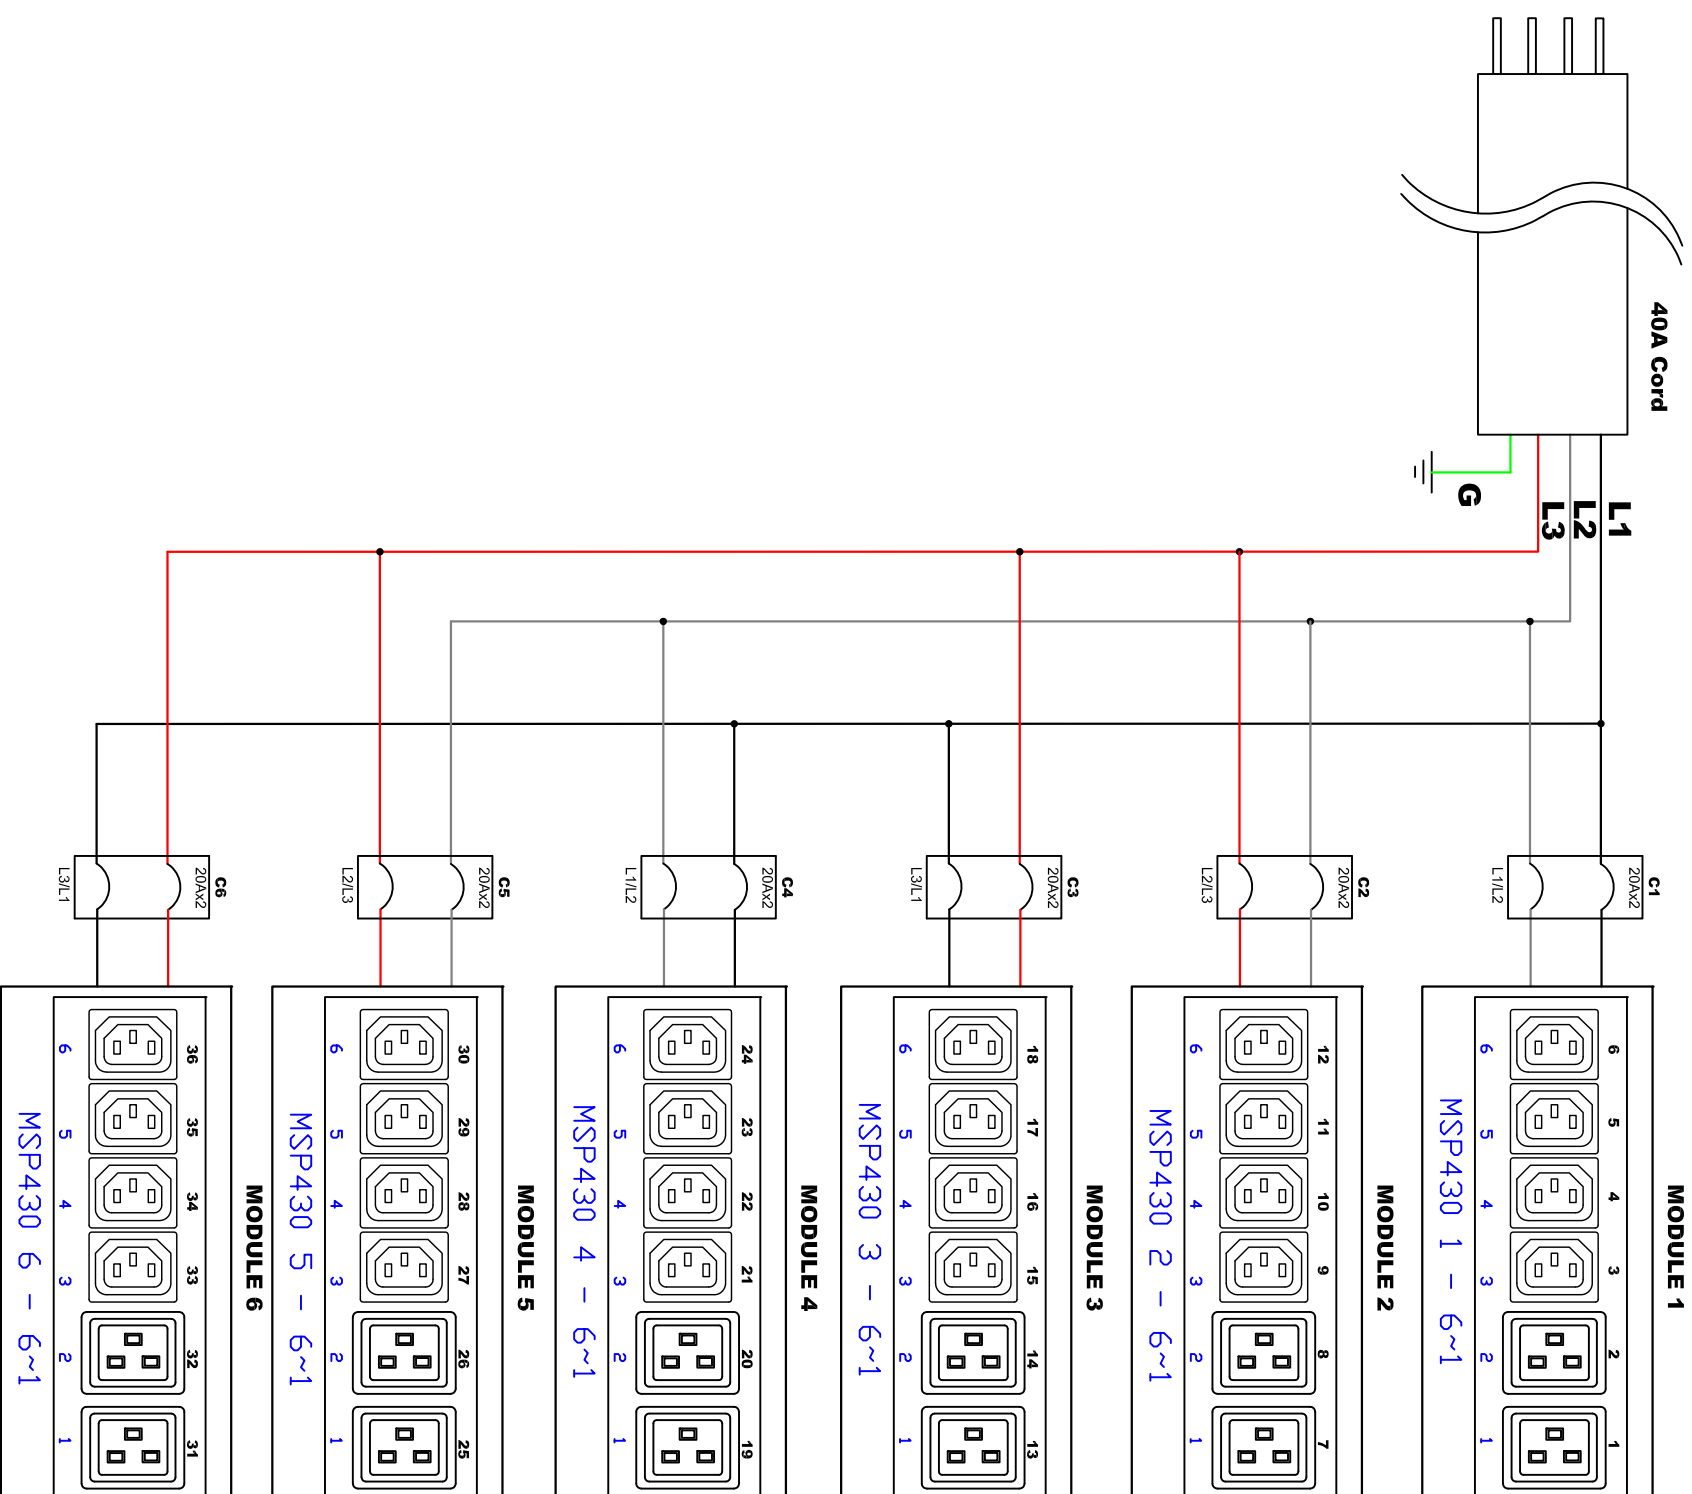 40A Cord
L1
L2
L3
G
C1
20Ax2
L1/L2
C2
20Ax2
L2/L3
C3
20Ax2
L3/L1
C4
20Ax2
L1/L2
C5
20Ax2
L2/L3
C6
20Ax2
L3/L1
MODULE 1
6 5 4 3 2 1
6 5 4 3 2 1
MSP430 1 - 6~1
MODULE 2
12 11 10 9 8 7
6 5 4 3 2 1
MSP430 2 - 6~1
MODULE 3
18 17 16 15 14 13
6 5 4 3 2 1
MSP430 3 - 6~1
MODULE 4
24 23 22 21 20 19
6 5 4 3 2 1
MSP430 4 - 6~1
MODULE 5
30 29 28 27 26 25
6 5 4 3 2 1
MSP430 5 - 6~1
MODULE 6
36 35 34 33 32 31
6 5 4 3 2 1
MSP430 6 - 6~1